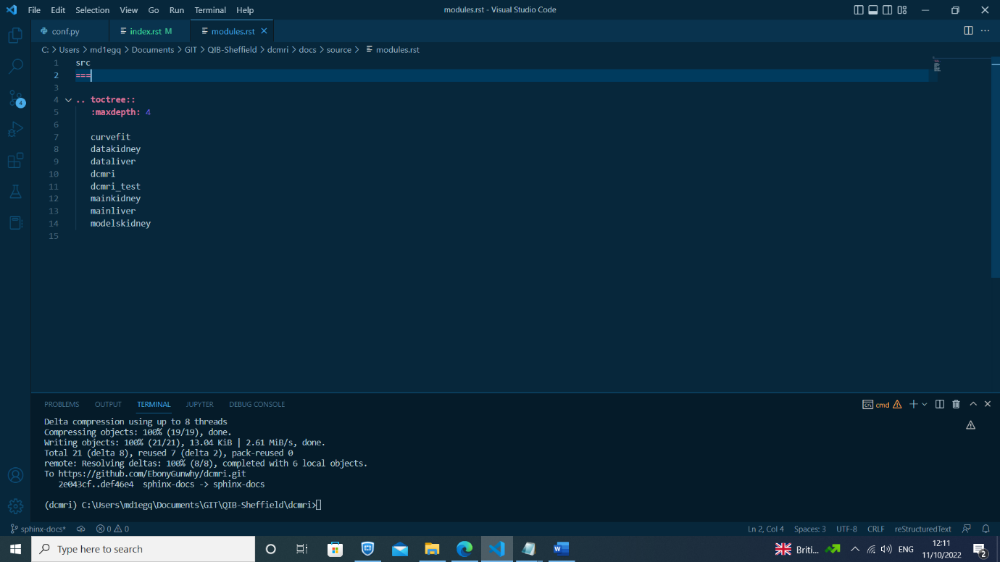 File Edit Selection View Go Run Terminal Help
modules.rst - Visual Studio Code
conf.py
index.rst M
modules.rst
C: > Users > md1egq > Documents > GIT > QIB-Sheffield > dcmri > docs > source > modules.rst
1 src
2 ===
3
4 .. toctree::
5 :maxdepth: 4
6
7 curvefit
8 datakidney
9 dataliver
10 dcmri
11 dcmri_test
12 mainkidney
13 mainliver
14 modelskidney
15
4
PROBLEMS OUTPUT TERMINAL JUPYTER DEBUG CONSOLE
cmd
Delta compression using up to 8 threads
Compressing objects: 100% (19/19), done.
Writing objects: 100% (21/21), 13.04 KiB | 2.61 MiB/s, done.
Total 21 (delta 8), reused 7 (delta 2), pack-reused 0
remote: Resolving deltas: 100% (8/8), completed with 6 local objects.
To https://github.com/EbonyGunwhy/dcmri.git
2e043cf..def46e4 sphinx-docs -> sphinx-docs
(dcmri) C:\Users\md1egq\Documents\GIT\QIB-Sheffield\dcmri>
sphinx-docs* 0 0
Ln 2, Col 4 Spaces: 3 UTF-8 CRLF reStructuredText
Type here to search
Briti... ENG
12:11
11/10/2022
2